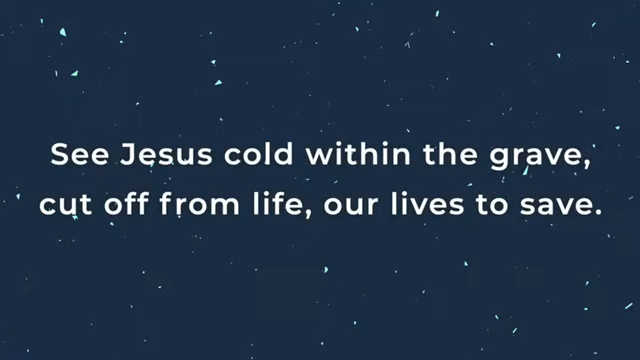 See Jesus cold within the grave,
cut off from life, our lives to save.